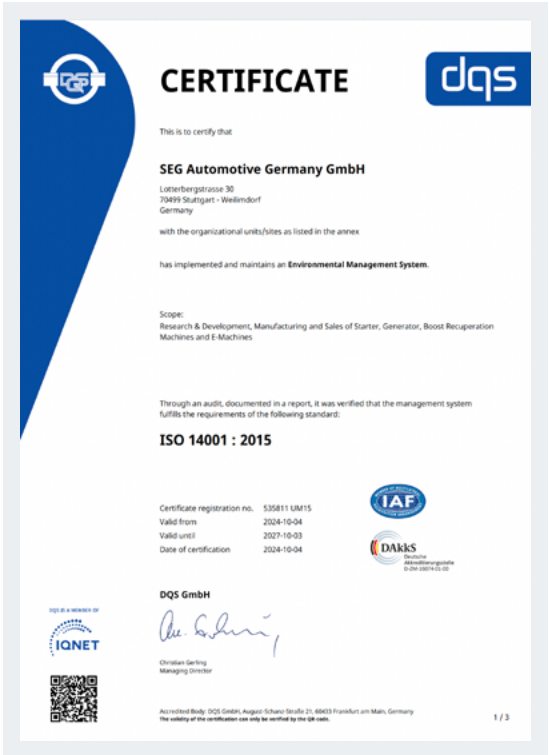 DQS
CERTIFICATE
dqs
This is to certify that
SEG Automotive Germany GmbH
Lotterbergstrasse 30
70499 Stuttgart - Weilimdorf
Germany
with the organizational units/sites as listed in the annex
has implemented and maintains an Environmental Management System.
Scope:
Research & Development, Manufacturing and Sales of Starter, Generator, Boost Recuperation
Machines and E-Machines
Through an audit, documented in a report, it was verified that the management system
fulfills the requirements of the following standard:
ISO 14001 : 2015
Certificate registration no. 535811 UM15
Valid from 2024-10-04
Valid until 2027-10-03
Date of certification 2024-10-04
IAF
DAkkS
Deutsche
Akkreditierungsstelle
D-ZM-16074-01-00
DQS GmbH
DQS IS A MEMBER OF
IQNET
Christian Gerling
Managing Director
Accredited Body: DQS GmbH, August-Schanz-Straße 21, 60433 Frankfurt am Main, Germany
The validity of the certification can only be verified by the QR-code.
1 / 3